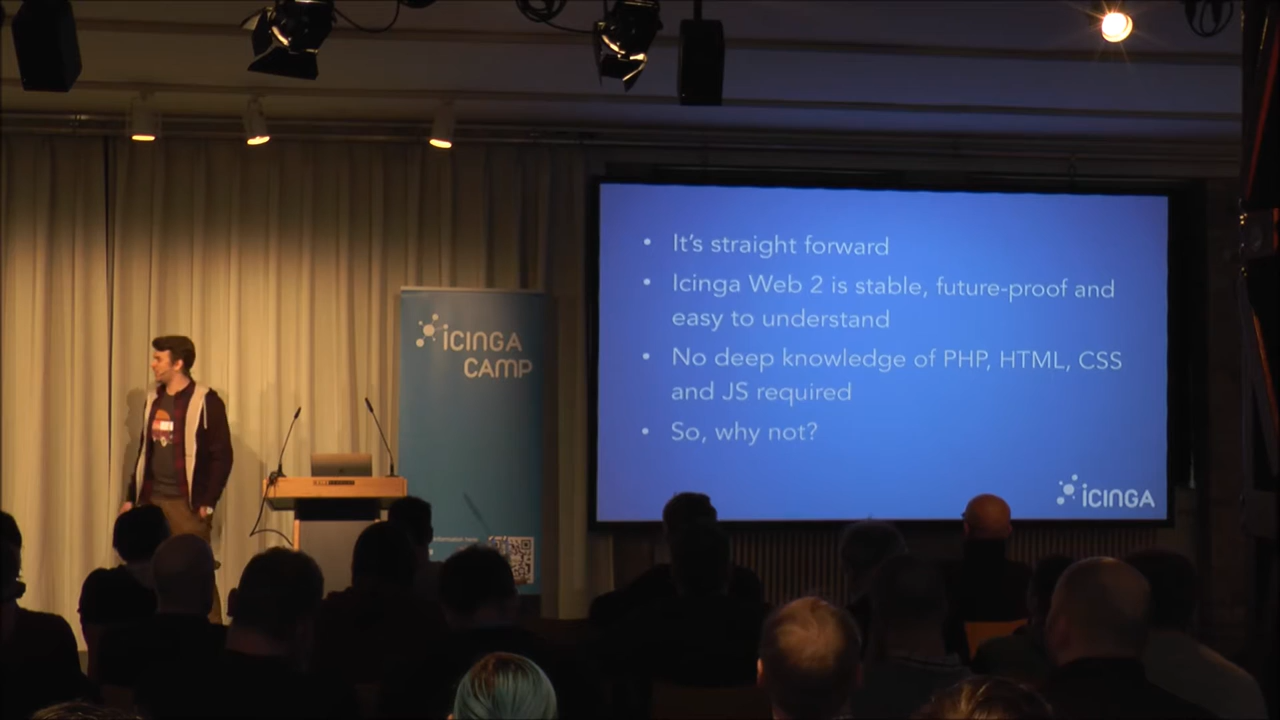 iCINGA
CAMP
• It's straight forward
• Icinga Web 2 is stable, future-proof and
easy to understand
• No deep knowledge of PHP, HTML, CSS
and JS required
• So, why not?
iCINGA